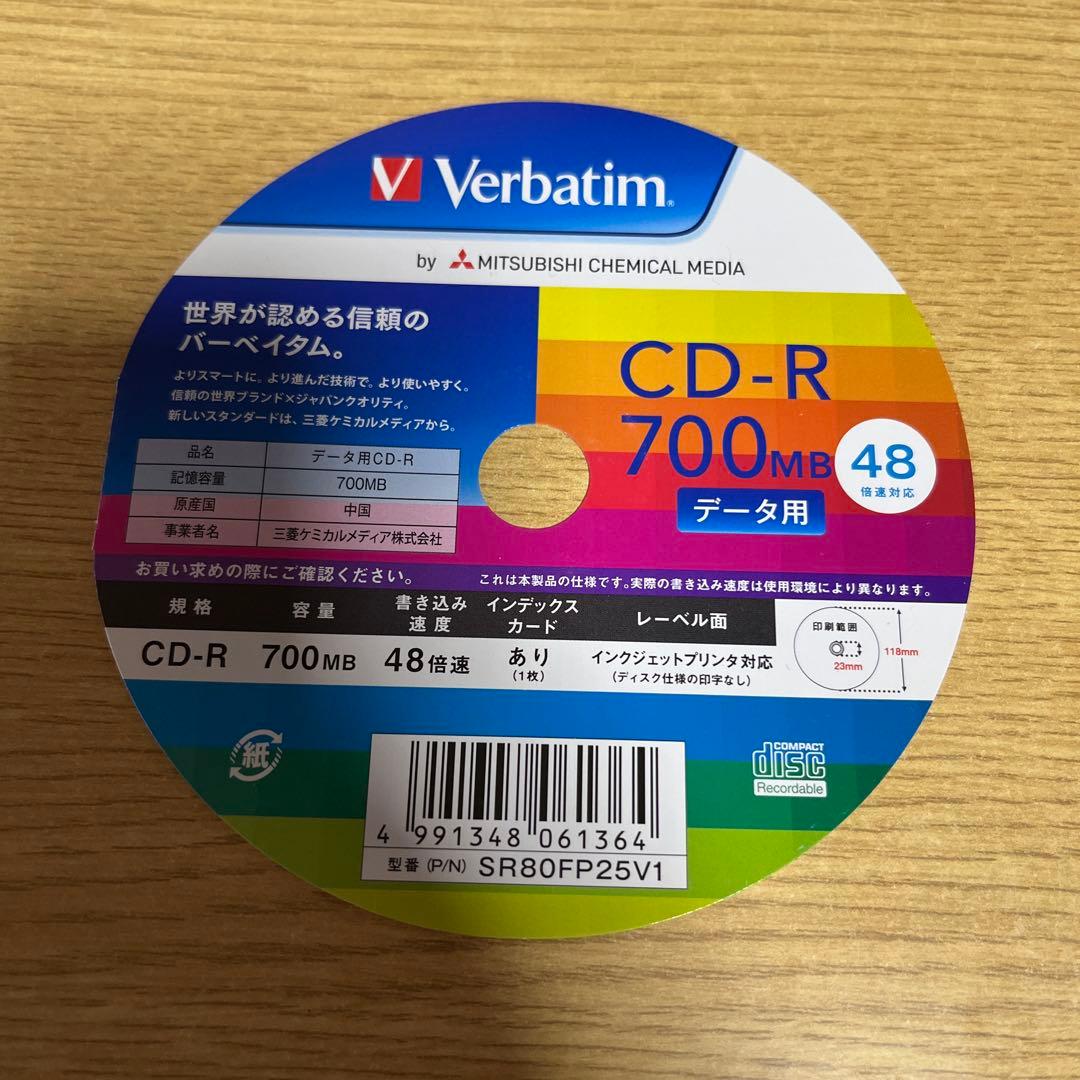 V Verbatim®
by MITSUBISHI CHEMICAL MEDIA
世界が認める信頼の
バーベイタム。
よりスマートに。より進んだ技術で。より使いやすく。
信頼の世界ブランド×ジャパンクオリティ。
新しいスタンダードは、三菱ケミカルメディアから。
CD-R
700MB
48
倍速対応
データ用
品名 データ用CD-R
記憶容量 700MB
原産国 中国
事業者名 三菱ケミカルメディア株式会社
お買い求めの際にご確認ください。
これは本製品の仕様です。実際の書き込み速度は使用環境により異なります。
規格 容量 書き込み速度 インデックスカード レーベル面
CD-R 700MB 48倍速 あり(1枚) インクジェットプリンタ対応(ディスク仕様の印字なし)
印刷範囲
23mm
118mm
紙
COMPACT
disc
Recordable
4 991348 061364
型番 (P/N) SR80FP25V1